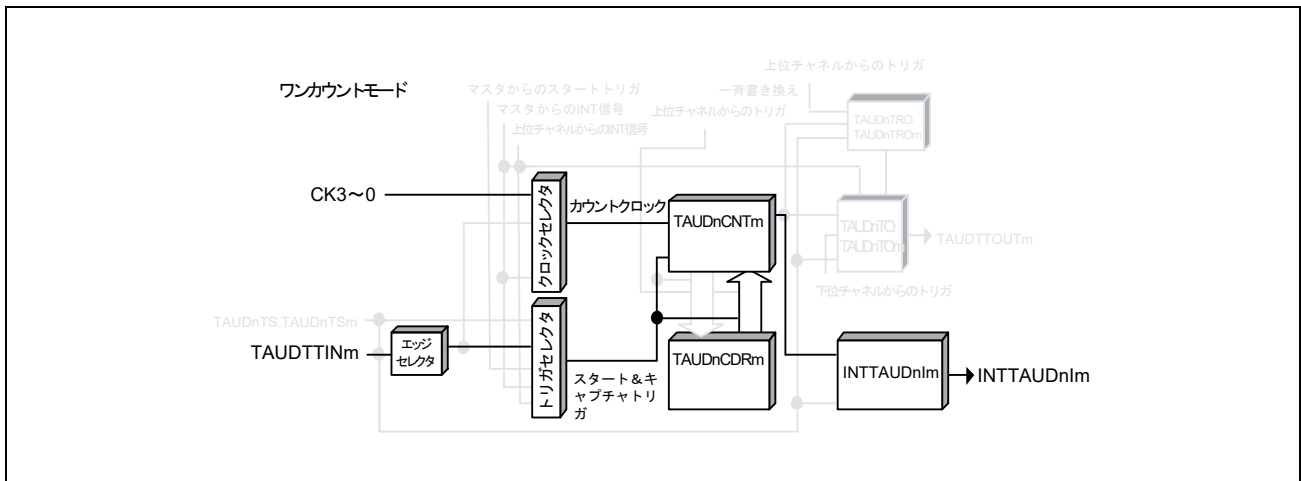 上位チャネルからのトリガ
ワンカウントモード
マスタからのスタートトリガ
一斉書き換え
マスタからのINT信号
上位チャネルからのトリガ
上位チャネルからのINT信号
TAUDnTRO.
TAUDnTROm
CK3～0
クロックセレクタ
カウントクロック
TAUDnCNTm
TAUDnTO.
TAUDnTOm
TAUDTTOUTm
下位チャネルからのトリガ
TAUDnTS.TAUDnTSm
TAUDTTINm
エッジ
セレクタ
トリガセレクタ
スタート＆キ
ャプチャトリ
ガ
TAUDnCDRm
INTTAUDnIm
INTTAUDnIm